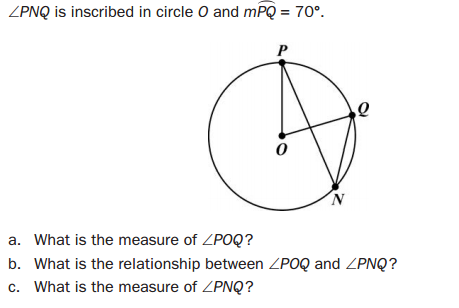 ∠PNQ is inscribed in circle O and m͡PQ = 70°.
P
Q
O
N
a. What is the measure of ∠POQ?
b. What is the relationship between ∠POQ and ∠PNQ?
c. What is the measure of ∠PNQ?